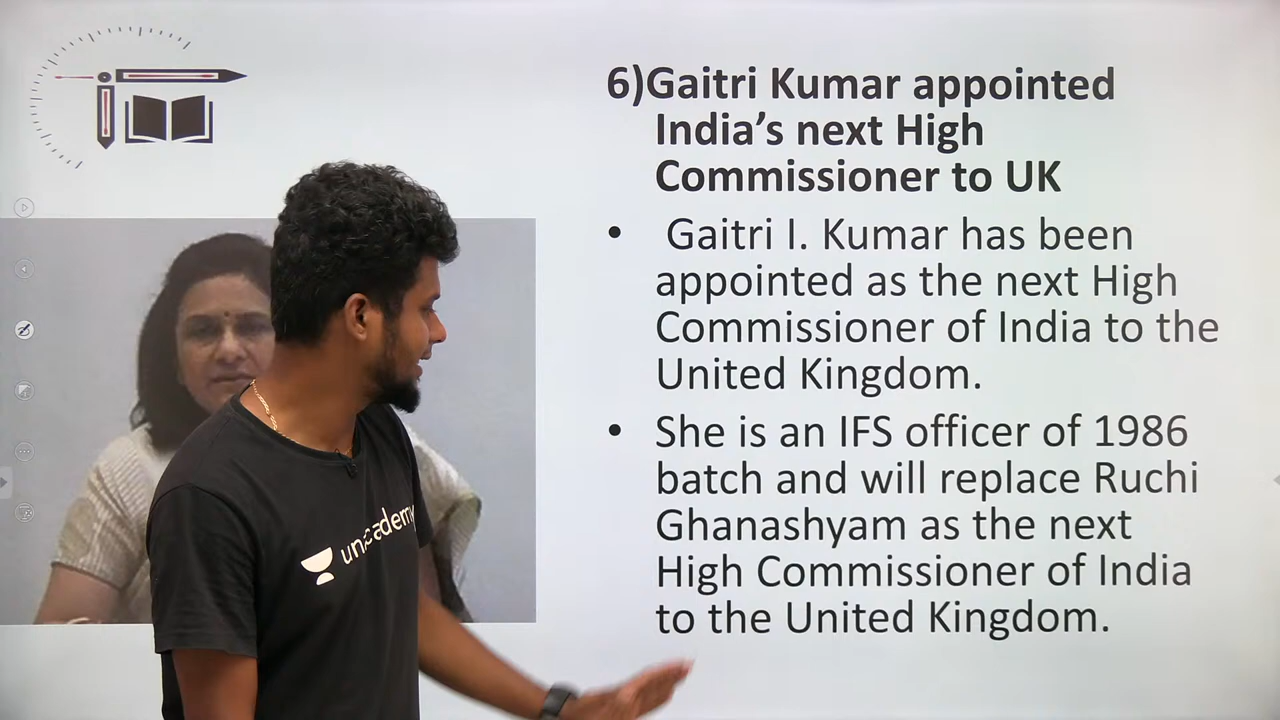 6)Gaitri Kumar appointed
India’s next High
Commissioner to UK
• Gaitri I. Kumar has been
appointed as the next High
Commissioner of India to the
United Kingdom.
• She is an IFS officer of 1986
batch and will replace Ruchi
Ghanashyam as the next
High Commissioner of India
to the United Kingdom.
unacademy